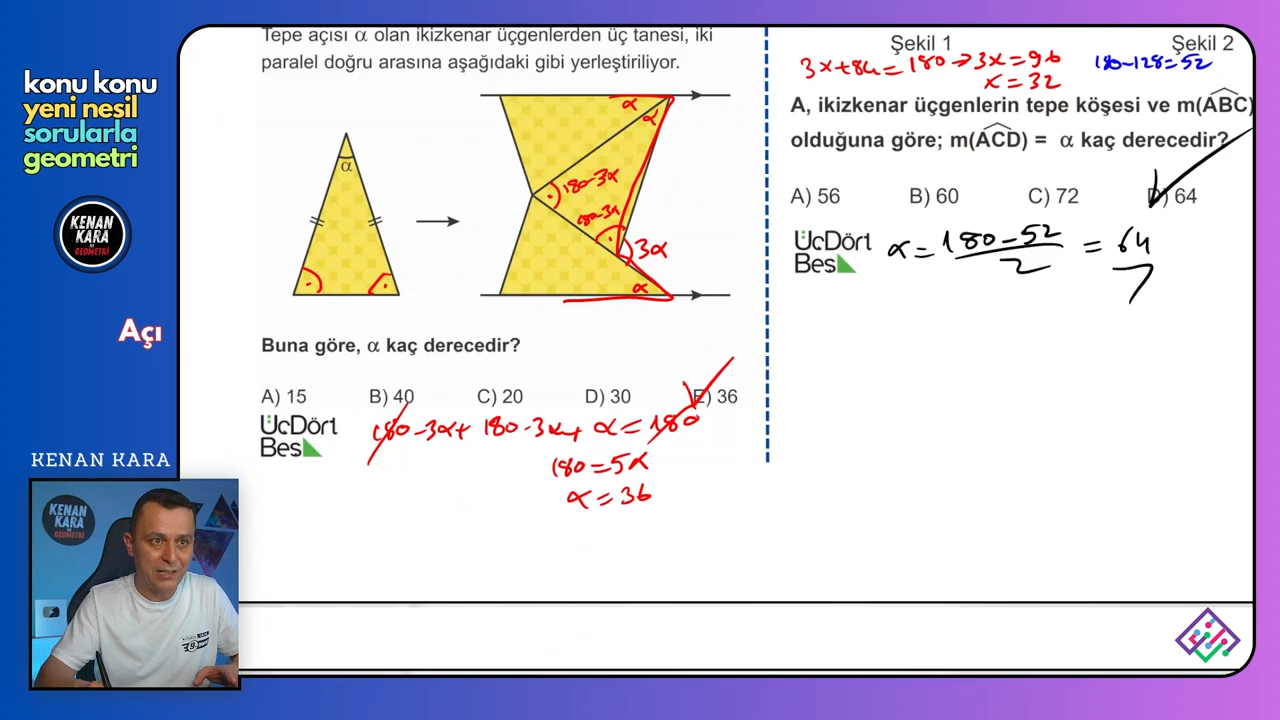 konu konu
yeni nesil
sorularla
geometri
KENAN
KARA
ile
GEOMETRİ
Açı
KENAN KARA
KENAN
KARA
GEOMETRİ
Tepe açısı α olan ikizkenar üçgenlerden üç tanesi, iki
paralel doğru arasına aşağıdaki gibi yerleştiriliyor.
α
α
α
180-3α
180-3α
3α
α
Buna göre, α kaç derecedir?
A) 15 B) 40 C) 20 D) 30 E) 36
ÜçDört
Beş
180-3α+ 180-3α+ α=180
180=5α
α=36
Şekil 1 Şekil 2
3x+84=180→3x=96
x=32
180-128=52
A, ikizkenar üçgenlerin tepe köşesi ve m(ABC)
olduğuna göre; m(ACD) = α kaç derecedir?
A) 56 B) 60 C) 72 D) 64
ÜçDört
Beş
α=180-52/2=64